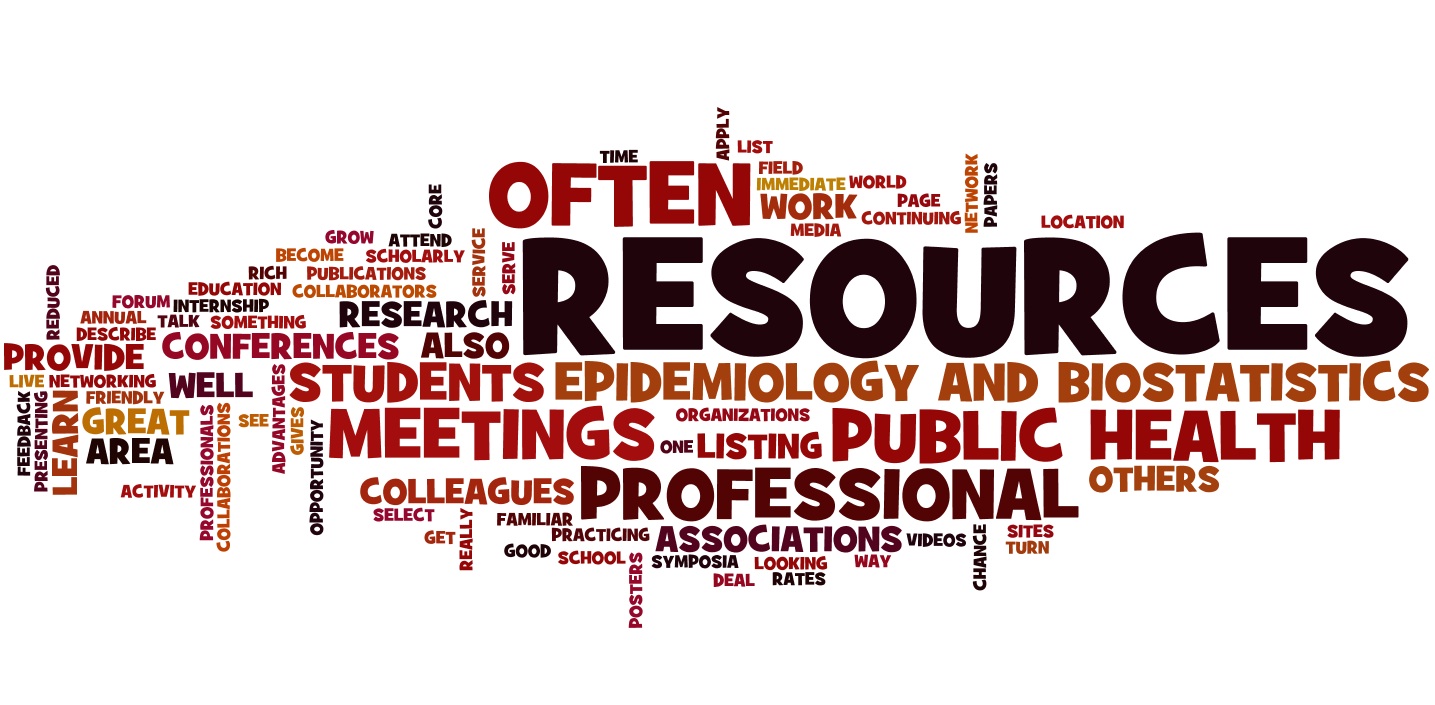 APPLY
LIST
TIME
OFTEN
FIELD
IMMEDIATE
WORLD
WORK
PAGE
CONTINUING
MEDIA
NETWORK
PAPERS
LOCATION
CORE
GROW
ATTEND
BECOME
SCHOLARLY
SERVICE
SERVE
RESOURCES
RICH
PUBLICATIONS
EDUCATION
COLLABORATORS
REDUCED
FORUM
INTERNSHIP
RESEARCH
ANNUAL
TALK
SOMETHING
DESCRIBE
PROVIDE
CONFERENCES
ALSO
LIVE
NETWORKING
WELL
ADVANTAGES
STUDENTS
EPIDEMIOLOGY AND BIOSTATISTICS
FRIENDLY
FEEDBACK
PRESENTING
LEARN
GREAT
AREA
PROFESSIONALS
COLLABORATIONS
SEE
GIVES
OPPORTUNITY
MEETINGS
ORGANIZATIONS
ONE
LISTING
PUBLIC HEALTH
ACTIVITY
COLLEAGUES
PROFESSIONAL
OTHERS
SELECT
GET
REALLY
FAMILIAR
PRACTICING
ASSOCIATIONS
VIDEOS
CHANCE
SITES
TURN
GOOD
SCHOOL
POSTERS
SYMPOSIA
LOOKING
WAY
DEAL
RATES